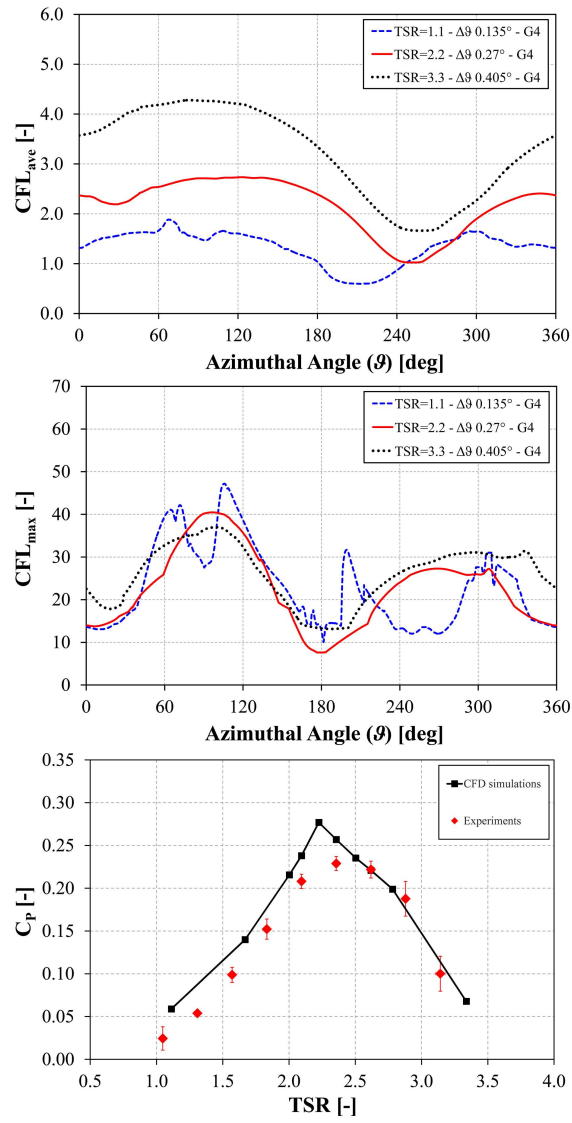 6.0
5.0
4.0
3.0
2.0
1.0
0.0
CFLave [-]
TSR=1.1 - Δϑ 0.135° - G4
TSR=2.2 - Δϑ 0.27° - G4
TSR=3.3 - Δϑ 0.405° - G4
0 60 120 180 240 300 360
Azimuthal Angle (ϑ) [deg]
70
60
50
40
30
20
10
0
CFLmax [-]
TSR=1.1 - Δϑ 0.135° - G4
TSR=2.2 - Δϑ 0.27° - G4
TSR=3.3 - Δϑ 0.405° - G4
0 60 120 180 240 300 360
Azimuthal Angle (ϑ) [deg]
0.35
0.30
0.25
0.20
0.15
0.10
0.05
0.00
CP [-]
CFD simulations
Experiments
0.5 1.0 1.5 2.0 2.5 3.0 3.5 4.0
TSR [-]